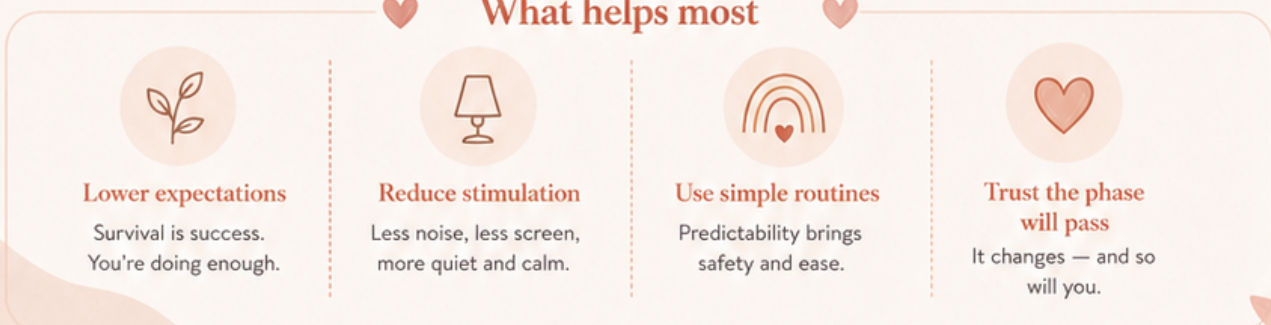 What helps most
Lower expectations
Survival is success.
You're doing enough.
Reduce stimulation
Less noise, less screen,
more quiet and calm.
Use simple routines
Predictability brings
safety and ease.
Trust the phase
will pass
It changes — and so
will you.